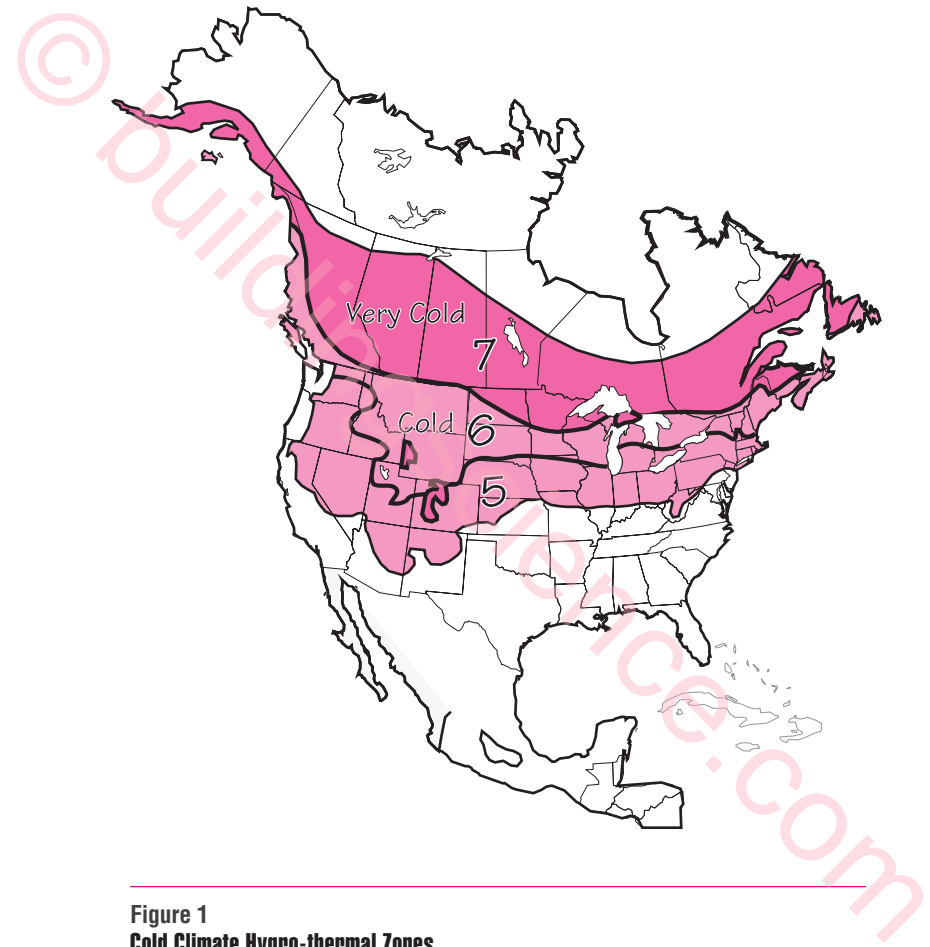 © buildingscience.com
Very Cold
7
Cold 6
5
Figure 1
Cold Climate Hygro-thermal Zones